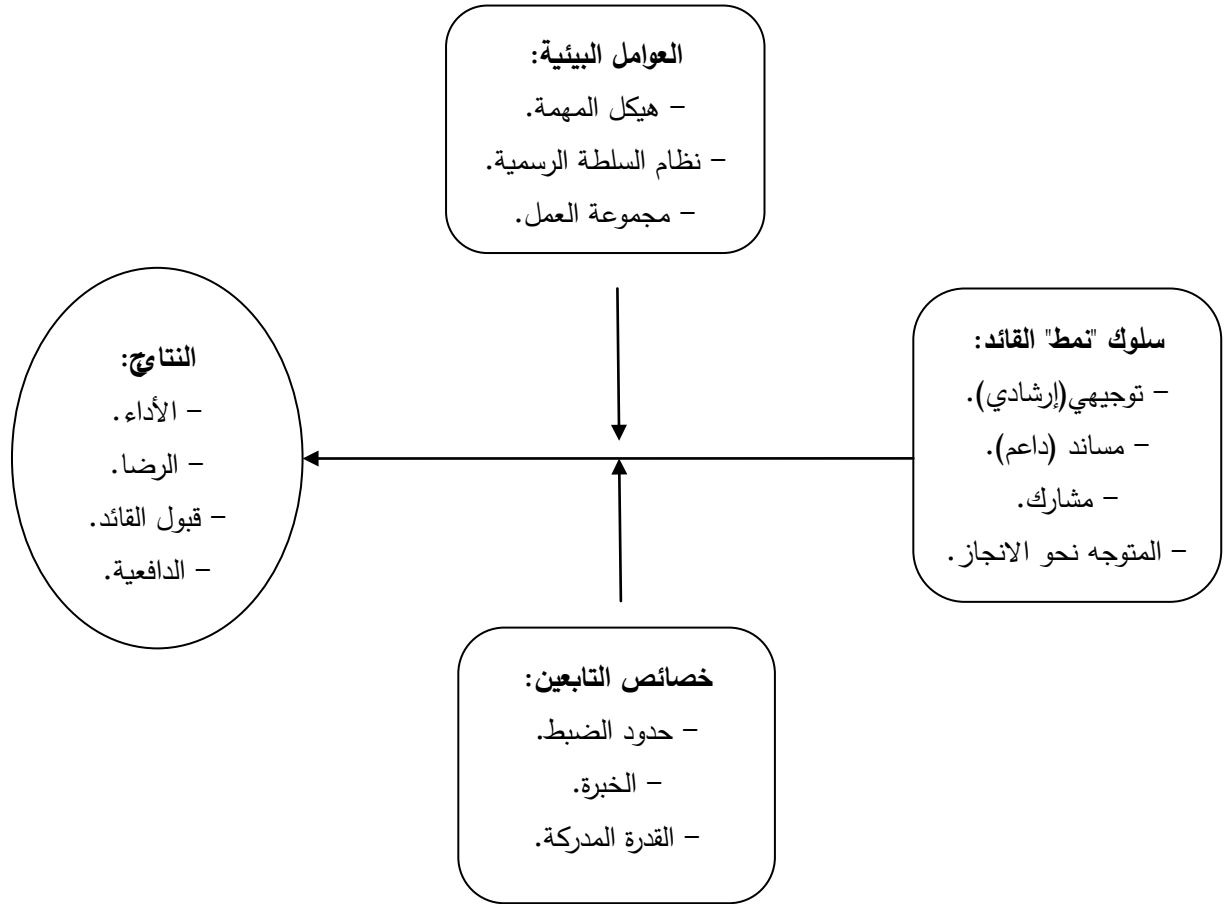 العوامل البيئية:
– هيكل المهمة.
– نظام السلطة الرسمية.
– مجموعة العمل.
سلوك "نمط" القائد:
– توجيهي(إرشادي).
– مساند (داعم).
– مشارك.
– المتوجه نحو الانجاز.
النتائج:
– الأداء.
– الرضا.
– قبول القائد.
– الدافعية.
خصائص التابعين:
– حدود الضبط.
– الخبرة.
– القدرة المدركة.